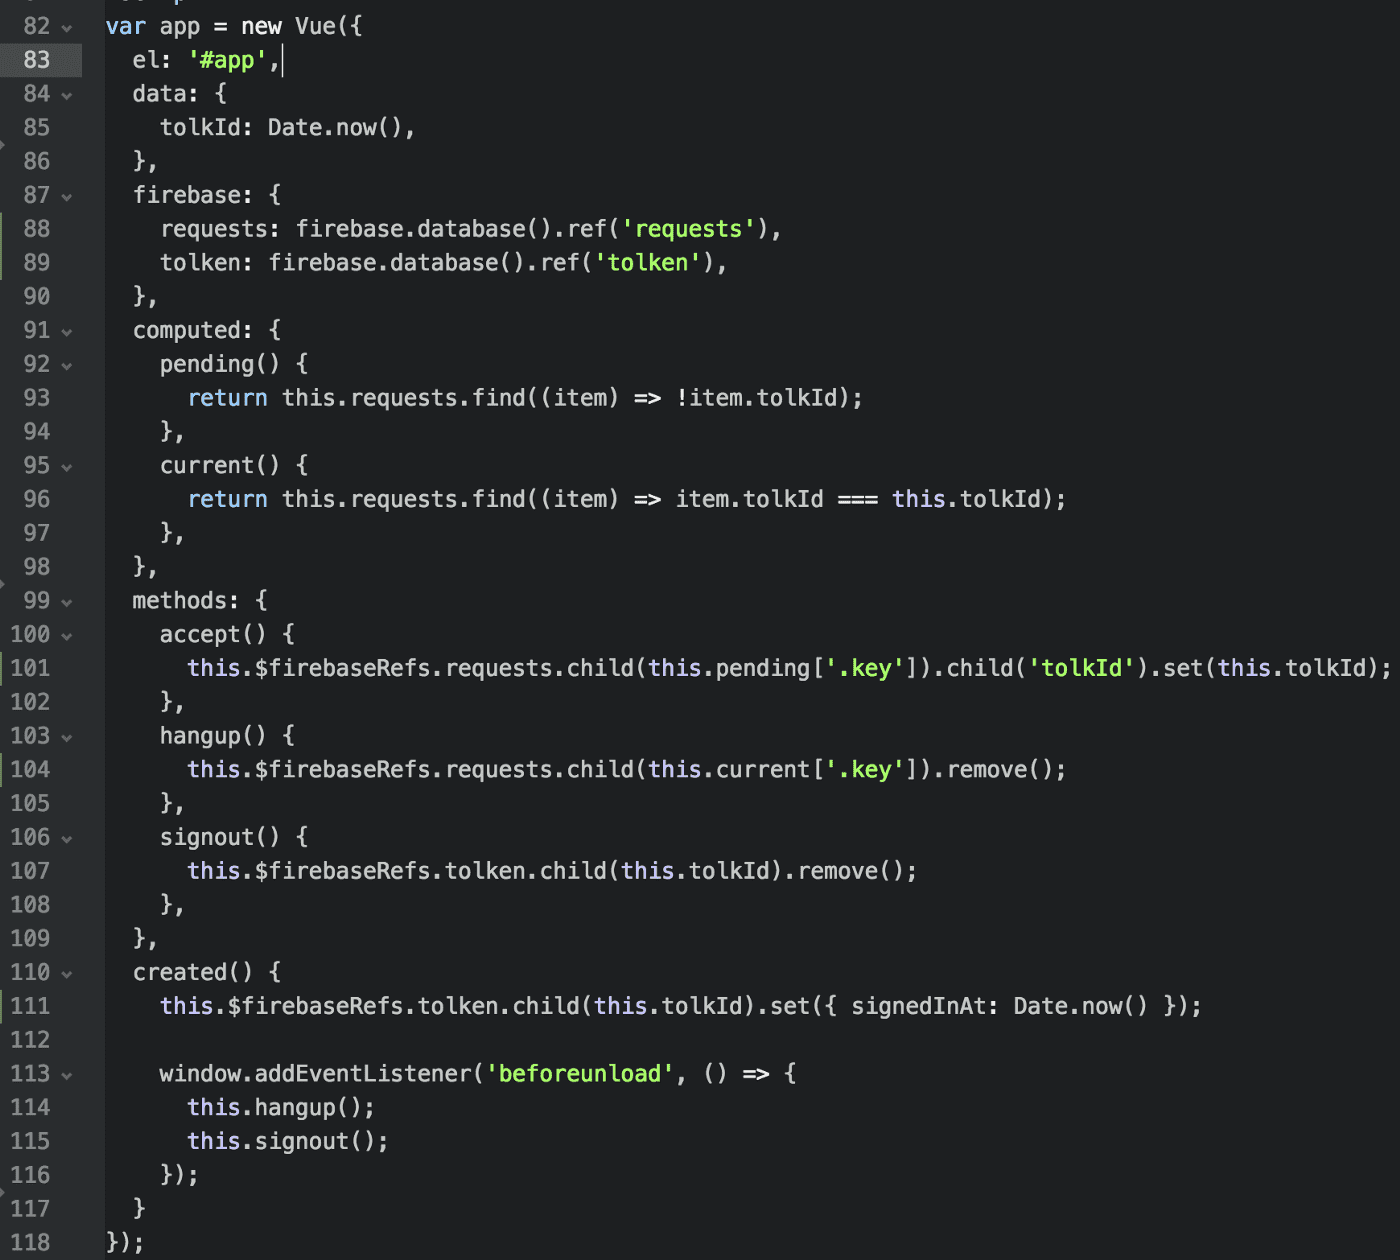 82 var app = new Vue({
83 el: '#app',
84 data: {
85 tolkId: Date.now(),
86 },
87 firebase: {
88 requests: firebase.database().ref('requests'),
89 tolken: firebase.database().ref('tolken'),
90 },
91 computed: {
92 pending() {
93 return this.requests.find((item) => !item.tolkId);
94 },
95 current() {
96 return this.requests.find((item) => item.tolkId === this.tolkId);
97 },
98 },
99 methods: {
100 accept() {
101 this.$firebaseRefs.requests.child(this.pending['.key']).child('tolkId').set(this.tolkId);
102 },
103 hangup() {
104 this.$firebaseRefs.requests.child(this.current['.key']).remove();
105 },
106 signout() {
107 this.$firebaseRefs.tolken.child(this.tolkId).remove();
108 },
109 },
110 created() {
111 this.$firebaseRefs.tolken.child(this.tolkId).set({ signedInAt: Date.now() });
112
113 window.addEventListener('beforeunload', () => {
114 this.hangup();
115 this.signout();
116 });
117 }
118 });